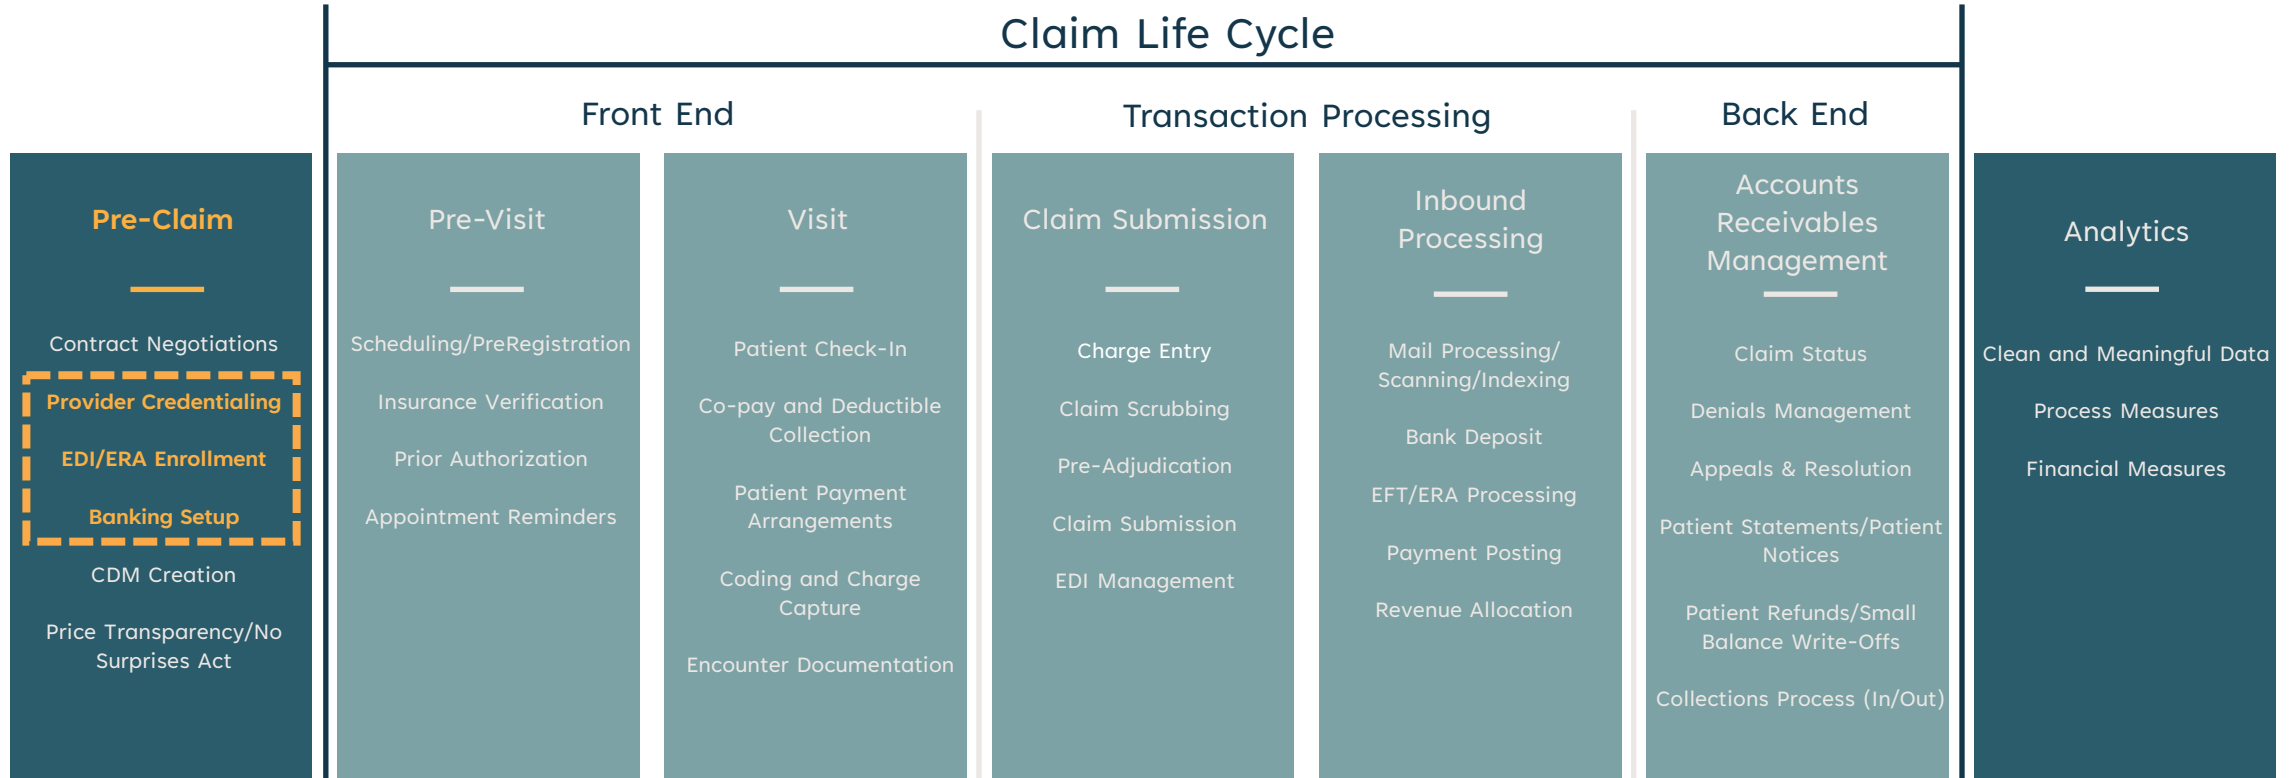 Claim Life Cycle
Front End
Transaction Processing
Back End
Pre-Claim
Contract Negotiations
Provider Credentialing
EDI/ERA Enrollment
Banking Setup
CDM Creation
Price Transparency/No
Surprises Act
Pre-Visit
Scheduling/PreRegistration
Insurance Verification
Prior Authorization
Appointment Reminders
Visit
Patient Check-In
Co-pay and Deductible
Collection
Patient Payment
Arrangements
Coding and Charge
Capture
Encounter Documentation
Claim Submission
Charge Entry
Claim Scrubbing
Pre-Adjudication
Claim Submission
EDI Management
Inbound
Processing
Mail Processing/
Scanning/Indexing
Bank Deposit
EFT/ERA Processing
Payment Posting
Revenue Allocation
Accounts
Receivables
Management
Claim Status
Denials Management
Appeals & Resolution
Patient Statements/Patient
Notices
Patient Refunds/Small
Balance Write-Offs
Collections Process (In/Out)
Analytics
Clean and Meaningful Data
Process Measures
Financial Measures